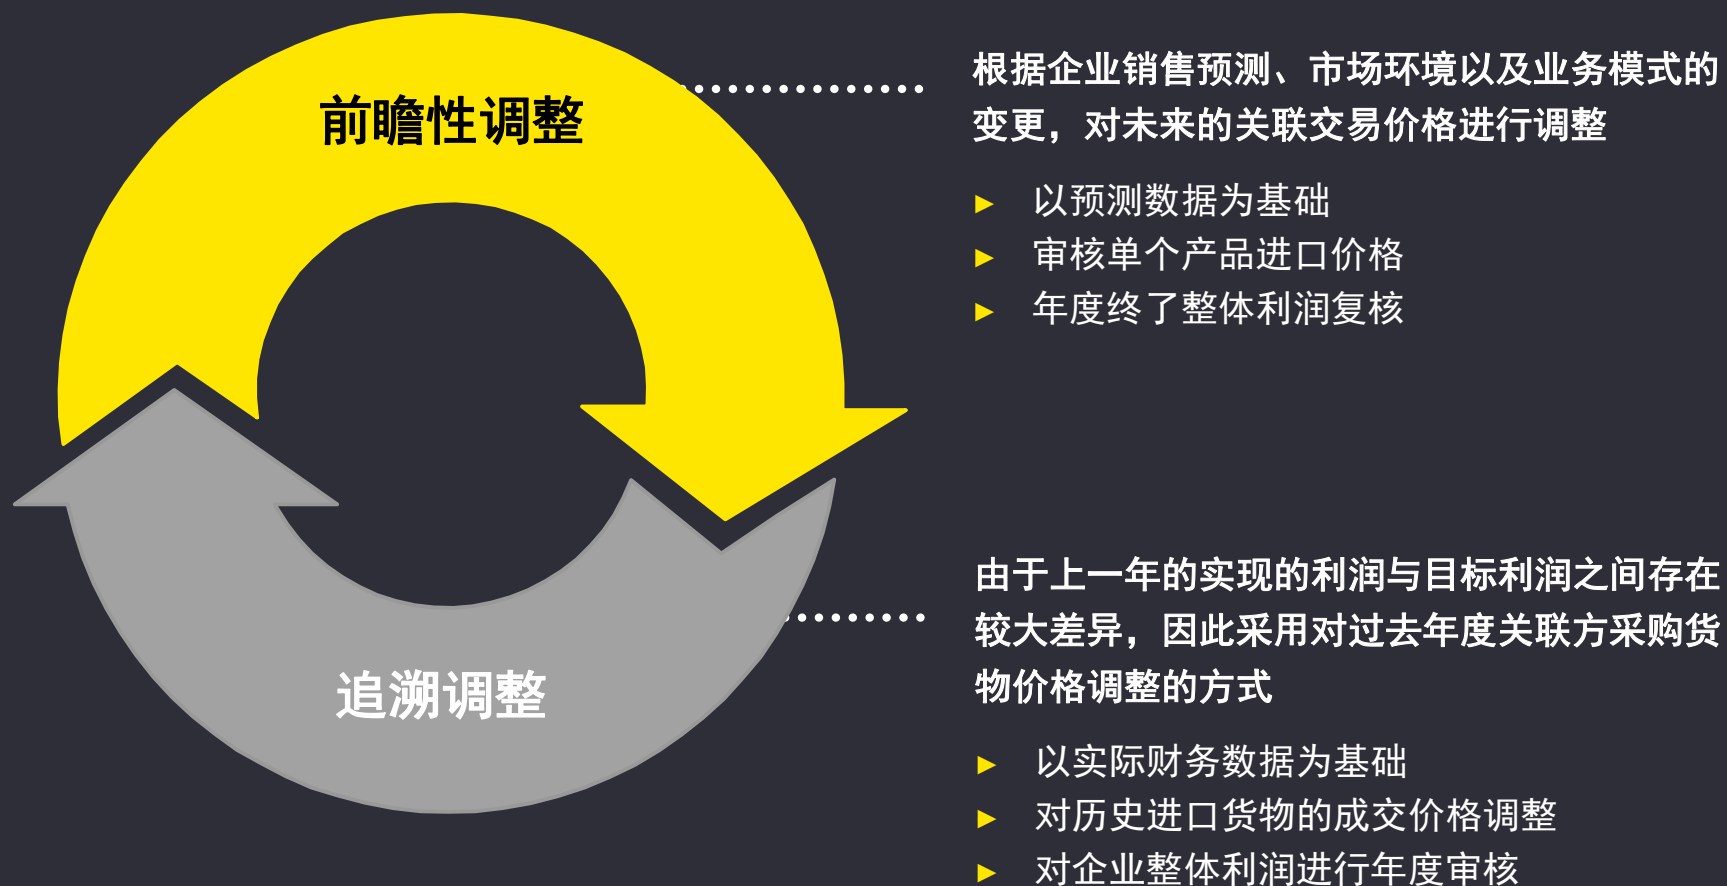 前瞻性调整
根据企业销售预测、市场环境以及业务模式的
变更，对未来的关联交易价格进行调整
► 以预测数据为基础
► 审核单个产品进口价格
► 年度终了整体利润复核
追溯调整
由于上一年的实现的利润与目标利润之间存在
较大差异，因此采用对过去年度关联方采购货
物价格调整的方式
► 以实际财务数据为基础
► 对历史进口货物的成交价格调整
► 对企业整体利润进行年度审核